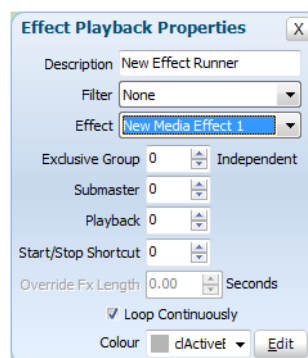 Effect Playback Properties X
Description New Effect Runner
Filter None
Effect New Media Effect 1
Exclusive Group 0 Independent
Submaster 0
Playback 0
Start/Stop Shortcut 0
Override Fx Length 0.00 Seconds
Loop Continuously
Colour Edit